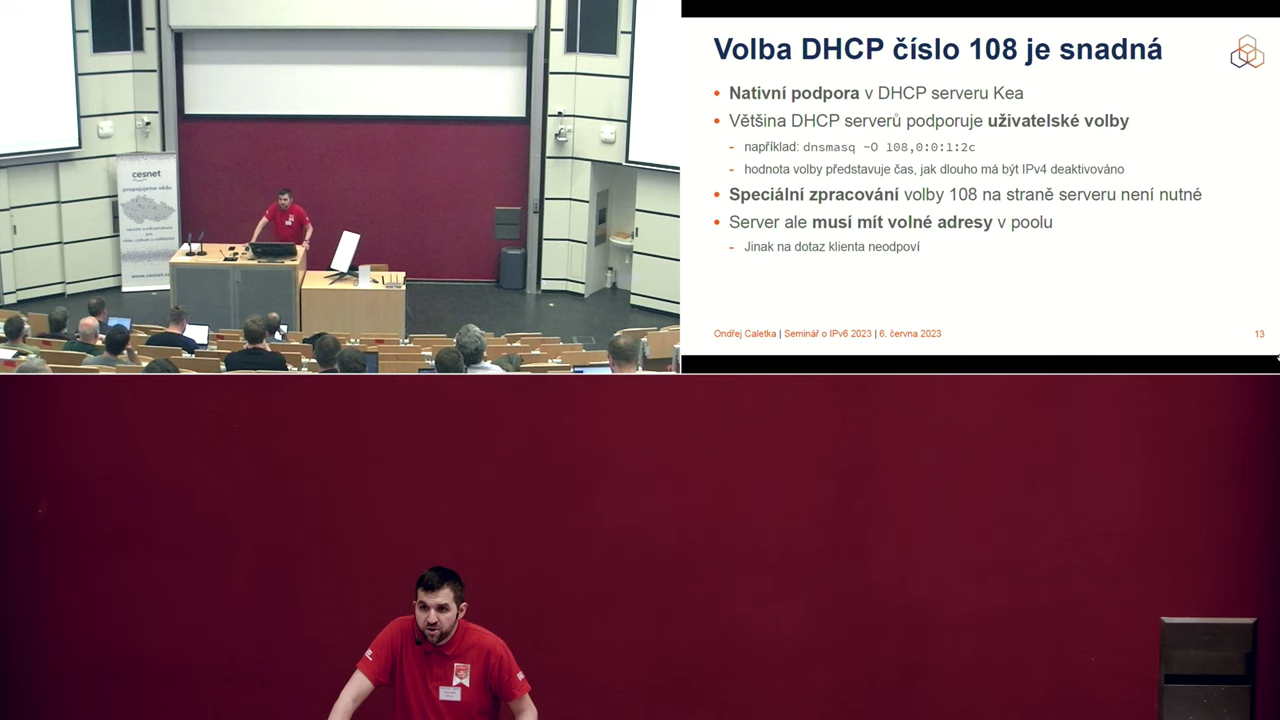 cesnet
propojujeme vědu
Volba DHCP číslo 108 je snadná
• Nativní podpora v DHCP serveru Kea
• Většina DHCP serverů podporuje uživatelské volby
- například: dnsmasq -O 108,0:0:1:2c
- hodnota volby představuje čas, jak dlouho má být IPv4 deaktivováno
• Speciální zpracování volby 108 na straně serveru není nutné
• Server ale musí mít volné adresy v poolu
- Jinak na dotaz klienta neodpoví
Ondřej Caletka | Seminář o IPv6 2023 | 6. června 2023
13